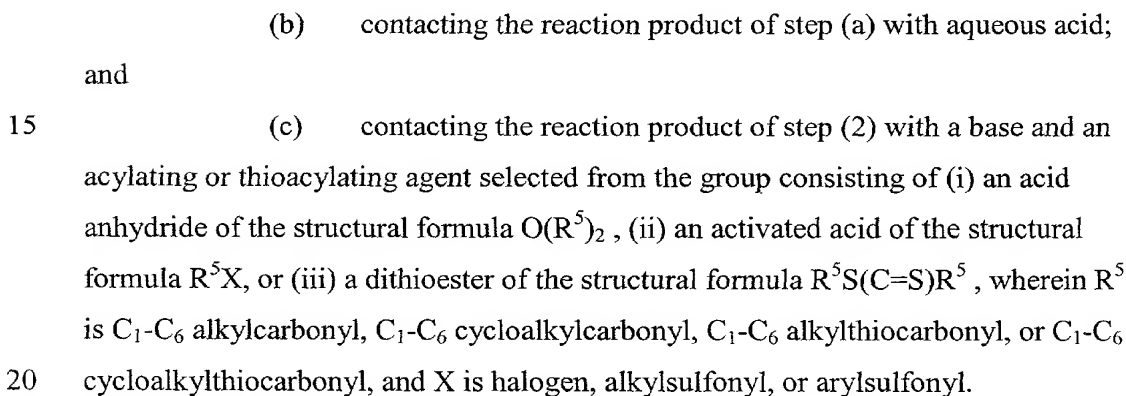 (b) contacting the reaction product of step (a) with aqueous acid;
and
15 (c) contacting the reaction product of step (2) with a base and an
acylating or thioacylating agent selected from the group consisting of (i) an acid
anhydride of the structural formula O(R⁵)₂ , (ii) an activated acid of the structural
formula R⁵X, or (iii) a dithioester of the structural formula R⁵S(C=S)R⁵ , wherein R⁵
is C₁-C₆ alkylcarbonyl, C₁-C₆ cycloalkylcarbonyl, C₁-C₆ alkylthiocarbonyl, or C₁-C₆
20 cycloalkylthiocarbonyl, and X is halogen, alkylsulfonyl, or arylsulfonyl.